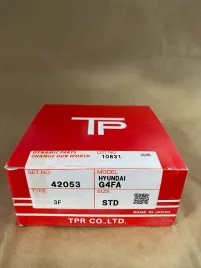 TP
DYNAMIC PARTS
CHANGE OUR WORLD
LOT NO.
10631
SET NO.
42053
MODEL
HYUNDAI
G4FA
TYPE
3F
SIZE
STD
MADE IN JAPAN
TPR CO.,LTD.